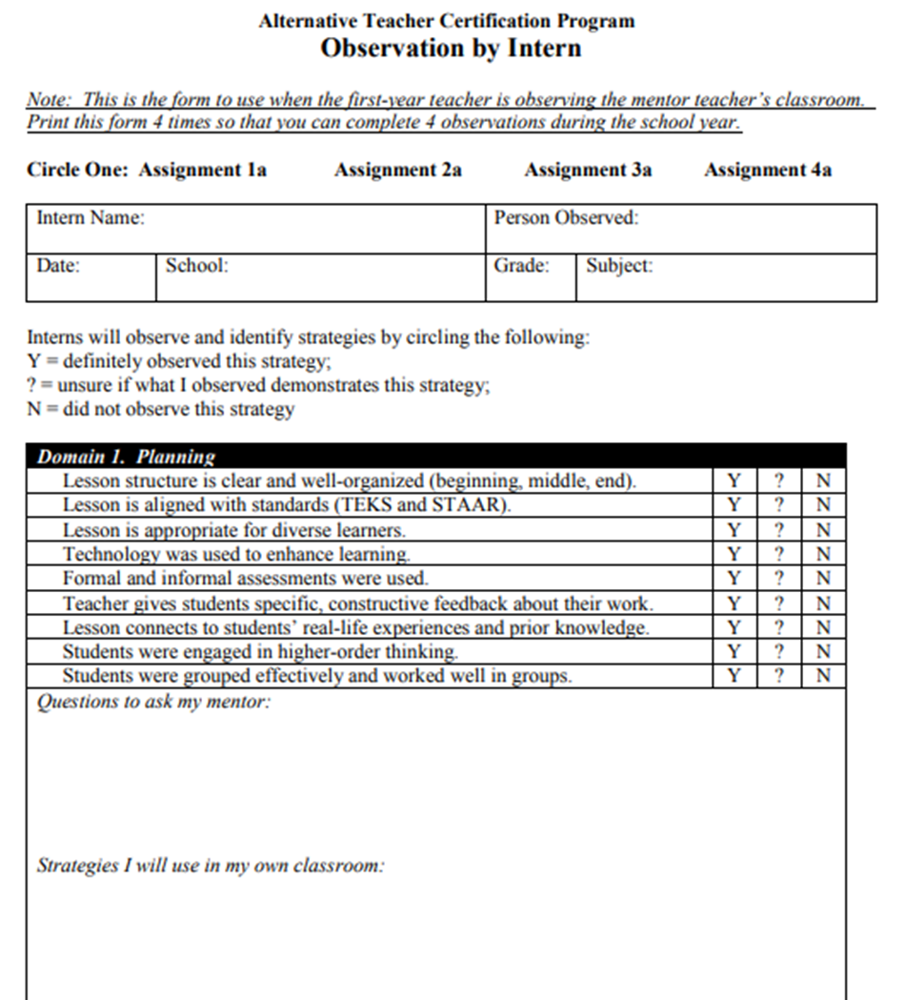 Alternative Teacher Certification Program
Observation by Intern
Note:  This is the form to use when the first-year teacher is observing the mentor teacher's classroom.
Print this form 4 times so that you can complete 4 observations during the school year.
Circle One:  Assignment 1a  Assignment 2a  Assignment 3a  Assignment 4a
Intern Name:  Person Observed:
Date:  School:  Grade:  Subject:
Interns will observe and identify strategies by circling the following:
Y = definitely observed this strategy;
? = unsure if what I observed demonstrates this strategy;
N = did not observe this strategy
Domain 1.  Planning
Lesson structure is clear and well-organized (beginning, middle, end).  Y  ?  N
Lesson is aligned with standards (TEKS and STAAR).  Y  ?  N
Lesson is appropriate for diverse learners.  Y  ?  N
Technology was used to enhance learning.  Y  ?  N
Formal and informal assessments were used.  Y  ?  N
Teacher gives students specific, constructive feedback about their work.  Y  ?  N
Lesson connects to students' real-life experiences and prior knowledge.  Y  ?  N
Students were engaged in higher-order thinking.  Y  ?  N
Students were grouped effectively and worked well in groups.  Y  ?  N
Questions to ask my mentor:
Strategies I will use in my own classroom: